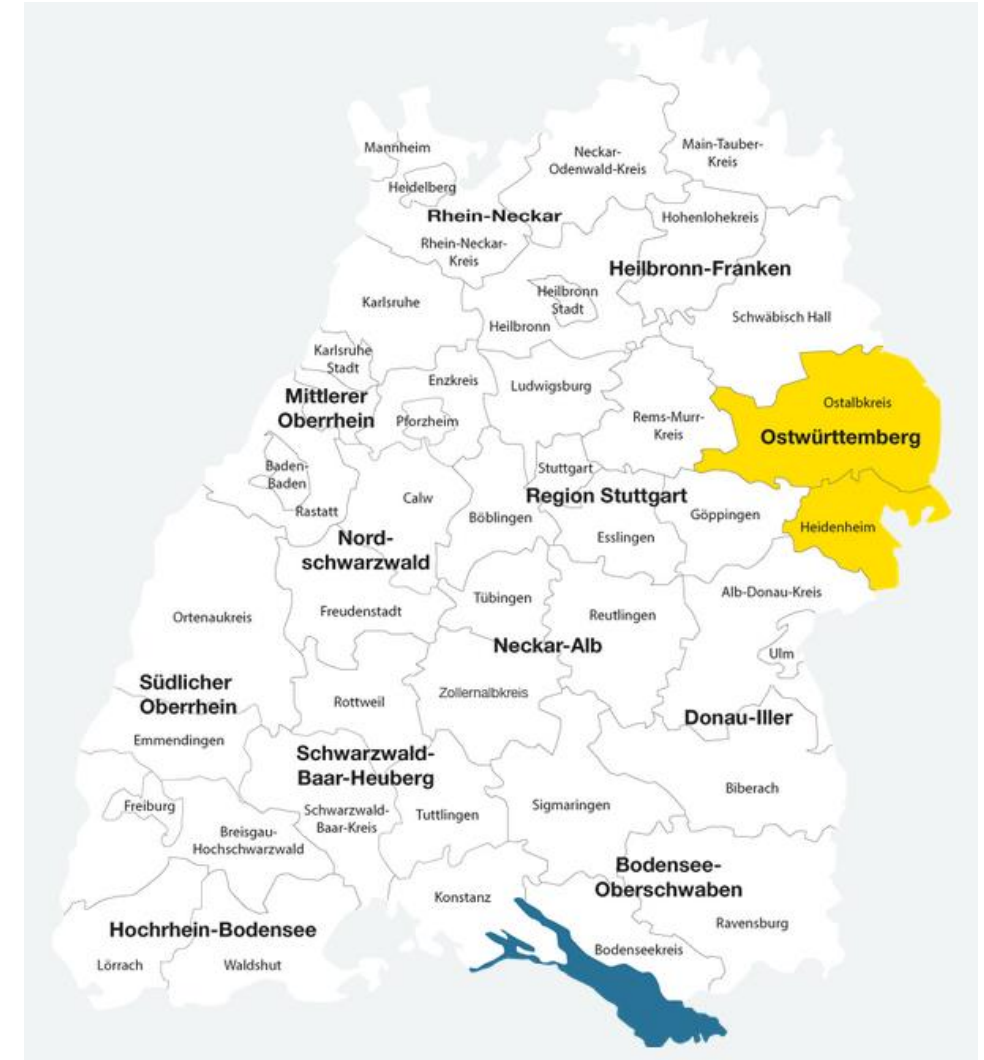 Mannheim
Neckar-
Odenwald-Kreis
Main-Tauber-
Kreis
Heidelberg
Rhein-Neckar
Hohenlohekreis
Rhein-Neckar-
Kreis
Heilbronn-Franken
Karlsruhe
Heilbronn
Stadt
Heilbronn
Schwäbisch Hall
Karlsruhe
Stadt
Mittlerer
Oberrhein
Enzkreis
Pforzheim
Ludwigsburg
Rems-Murr-
Kreis
Ostalbkreis
Ostwürttemberg
Baden-
Baden
Rastatt
Calw
Stuttgart
Region Stuttgart
Böblingen
Esslingen
Göppingen
Heidenheim
Nord-
schwarzwald
Ortenaukreis
Freudenstadt
Tübingen
Reutlingen
Alb-Donau-Kreis
Neckar-Alb
Ulm
Südlicher
Oberrhein
Rottweil
Zollernalbkreis
Donau-Iller
Emmendingen
Schwarzwald-
Baar-Heuberg
Biberach
Freiburg
Breisgau-
Hochschwarzwald
Schwarzwald-
Baar-Kreis
Tuttlingen
Sigmaringen
Bodensee-
Oberschwaben
Konstanz
Ravensburg
Hochrhein-Bodensee
Bodenseekreis
Lörrach
Waldshut